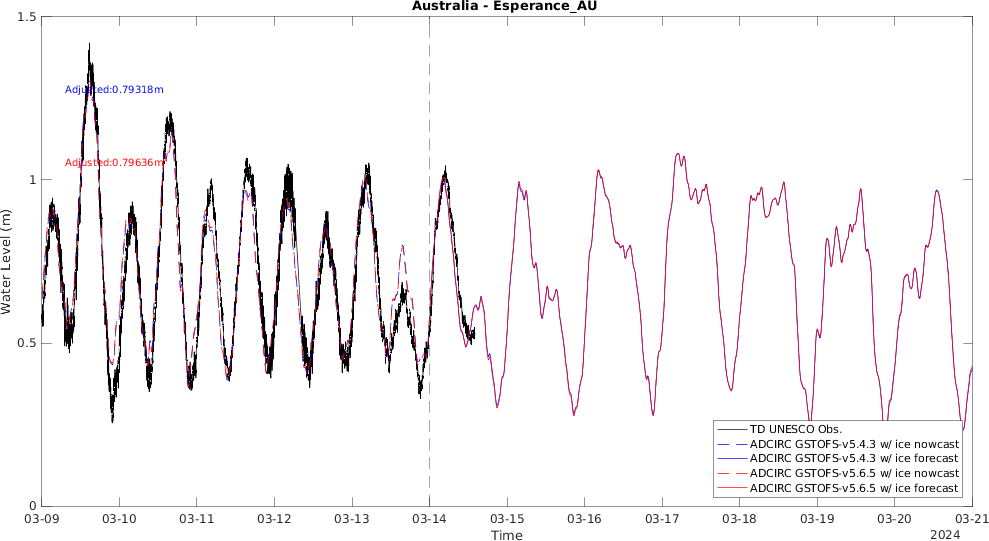 Australia - Esperance_AU
1.5
Adjusted:0.79318m
Adjusted:0.79636m
1
Water Level (m)
0.5
TD UNESCO Obs.
ADCIRC GSTOFS-v5.4.3 w/ ice nowcast
ADCIRC GSTOFS-v5.4.3 w/ ice forecast
ADCIRC GSTOFS-v5.6.5 w/ ice nowcast
ADCIRC GSTOFS-v5.6.5 w/ ice forecast
0
03-09 03-10 03-11 03-12 03-13 03-14 03-15 03-16 03-17 03-18 03-19 03-20 03-21
Time
2024